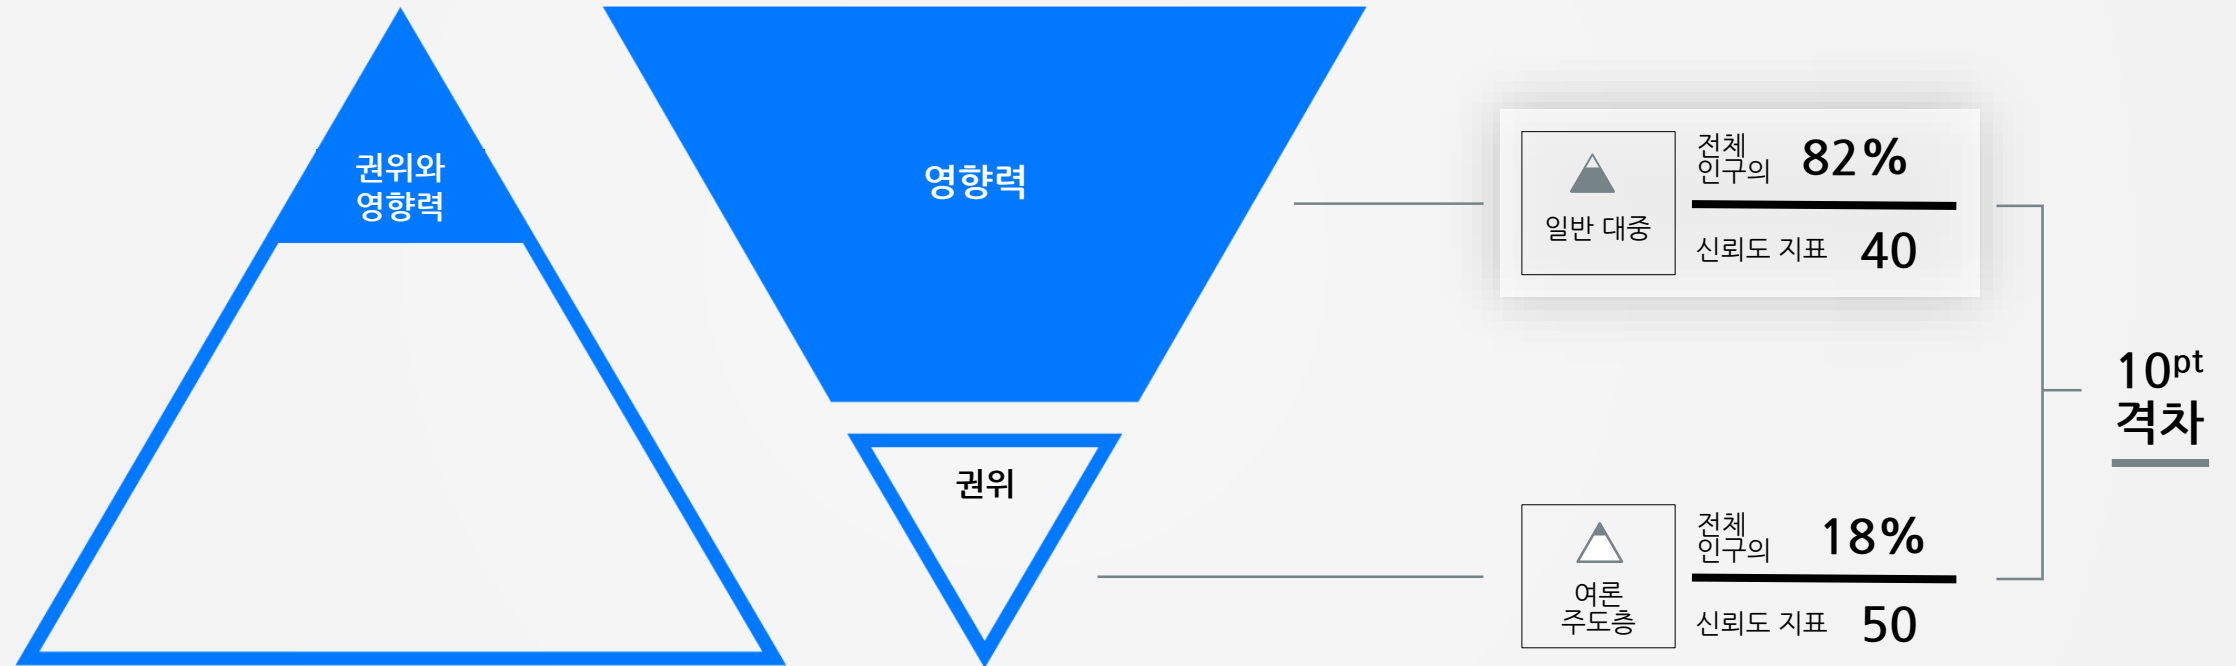 권위와
영향력
영향력
권위
일반 대중
전체
인구의
82%
신뢰도 지표 40
여론
주도층
전체
인구의
18%
신뢰도 지표 50
10pt
격차